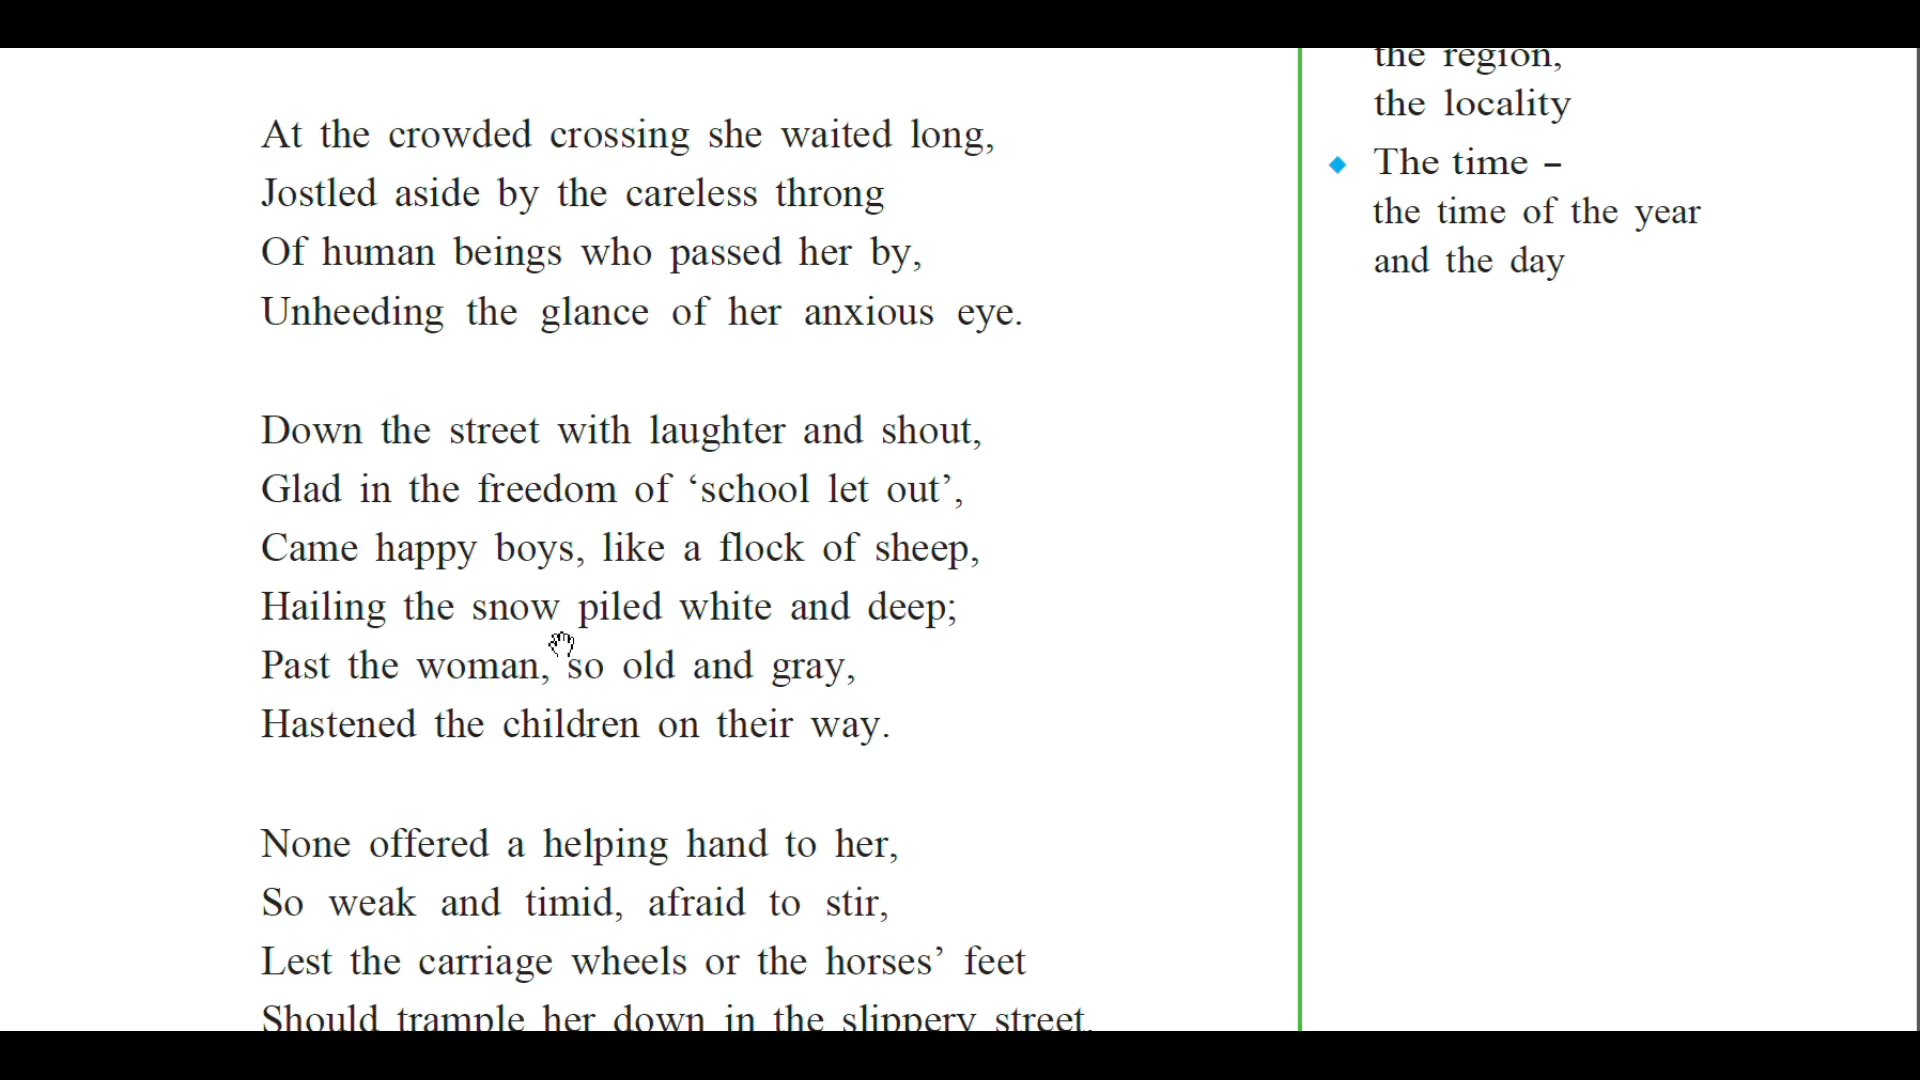 At the crowded crossing she waited long,
Jostled aside by the careless throng
Of human beings who passed her by,
Unheeding the glance of her anxious eye.
Down the street with laughter and shout,
Glad in the freedom of ‘school let out’,
Came happy boys, like a flock of sheep,
Hailing the snow piled white and deep;
Past the woman, so old and gray,
Hastened the children on their way.
None offered a helping hand to her,
So weak and timid, afraid to stir,
Lest the carriage wheels or the horses’ feet
Should trample her down in the slippery street.
the region,
the locality
The time –
the time of the year
and the day